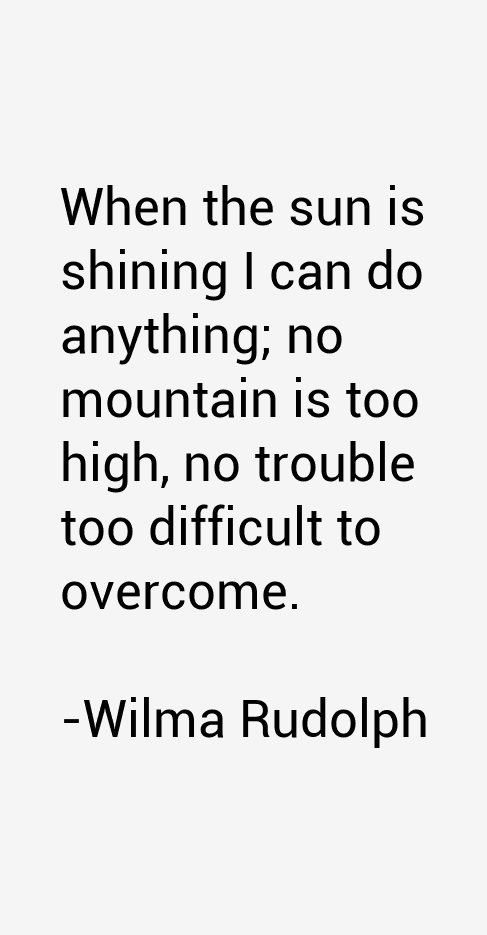 When the sun is
shining I can do
anything; no
mountain is too
high, no trouble
too difficult to
overcome.
-Wilma Rudolph